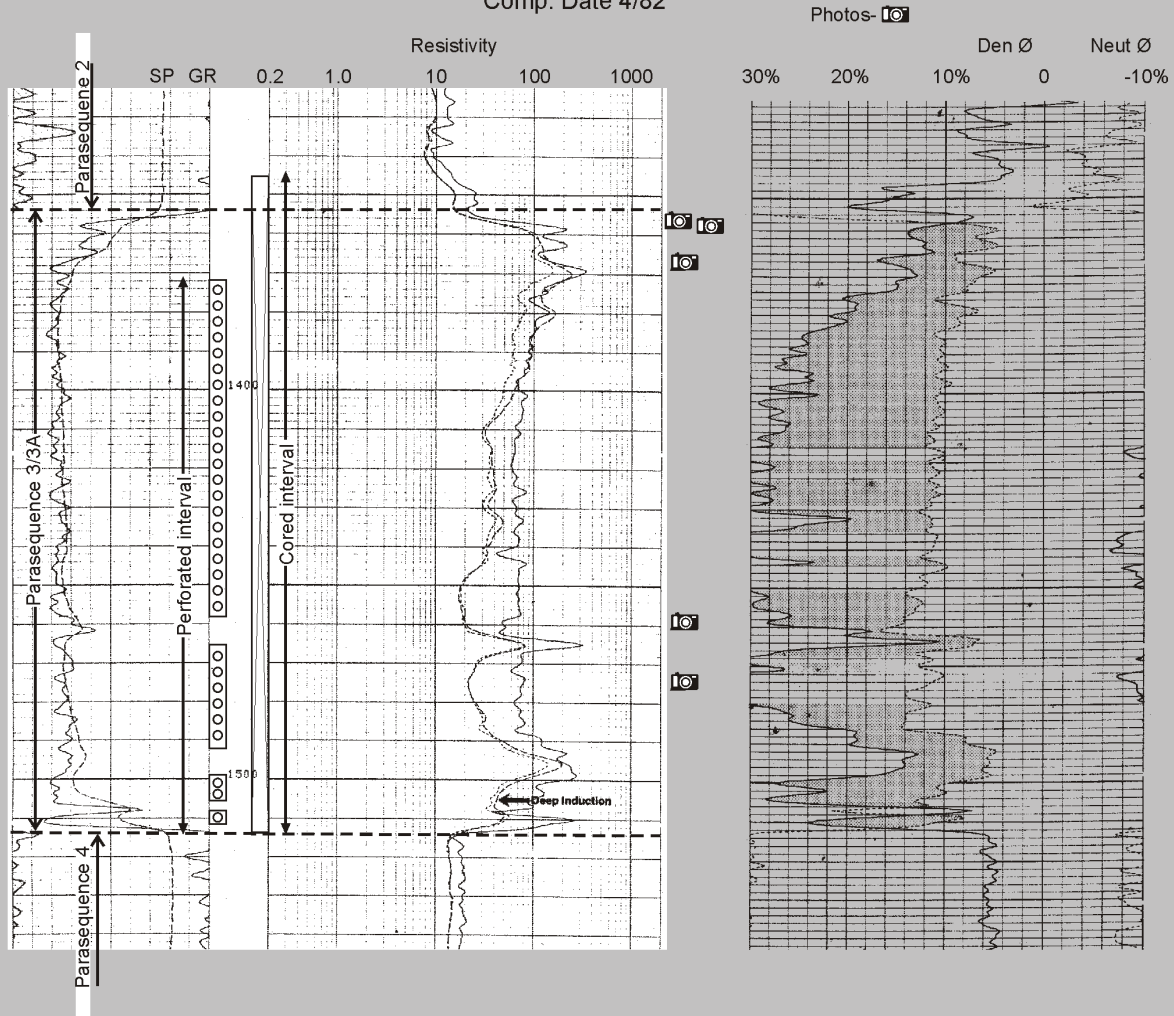 Comp. Date 4/82
Photos-
Resistivity
Den Ø Neut Ø
SP GR 0.2 1.0 10 100 1000 30% 20% 10% 0 -10%
Parasequene 2
Parasequence 3/3A
Perforated interval
Cored interval
1400
1500
Deep Induction
Parasequence 4